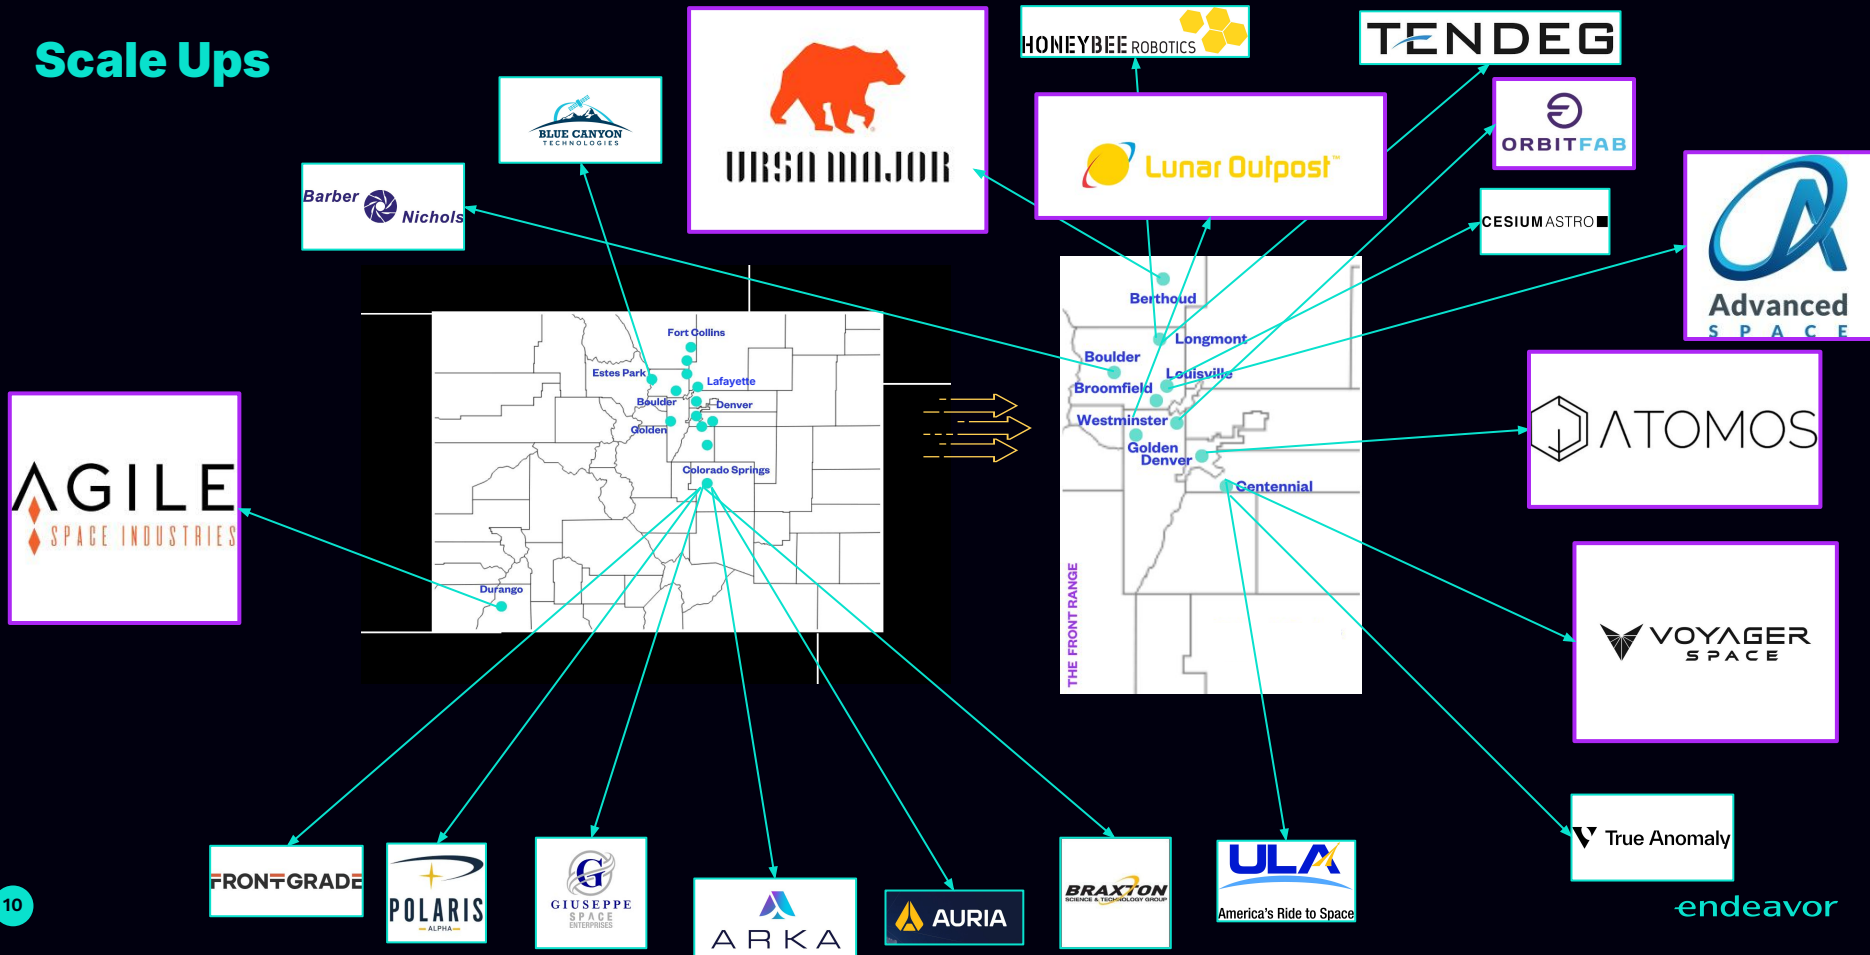 Scale Ups
HONEYBEE ROBOTICS
TENDEG
BLUE CANYON
TECHNOLOGIES
URSA MAJOR
Lunar Outpost™
ORBITFAB
Barber
Nichols
CESIUMASTRO
Advanced
SPACE
Berthoud
Longmont
Boulder
Louisville
Broomfield
Westminster
Golden
Denver
Centennial
THE FRONT RANGE
Fort Collins
Estes Park
Lafayette
Boulder
Denver
Golden
Colorado Springs
Durango
AGILE
SPACE INDUSTRIES
ATOMOS
VOYAGER
SPACE
True Anomaly
FRONTGRADE
POLARIS
ALPHA
G
GIUSEPPE
SPACE
ENTERPRISES
ARKA
AURIA
BRAXTON
SCIENCE & TECHNOLOGY GROUP
ULA
America's Ride to Space
10
endeavor